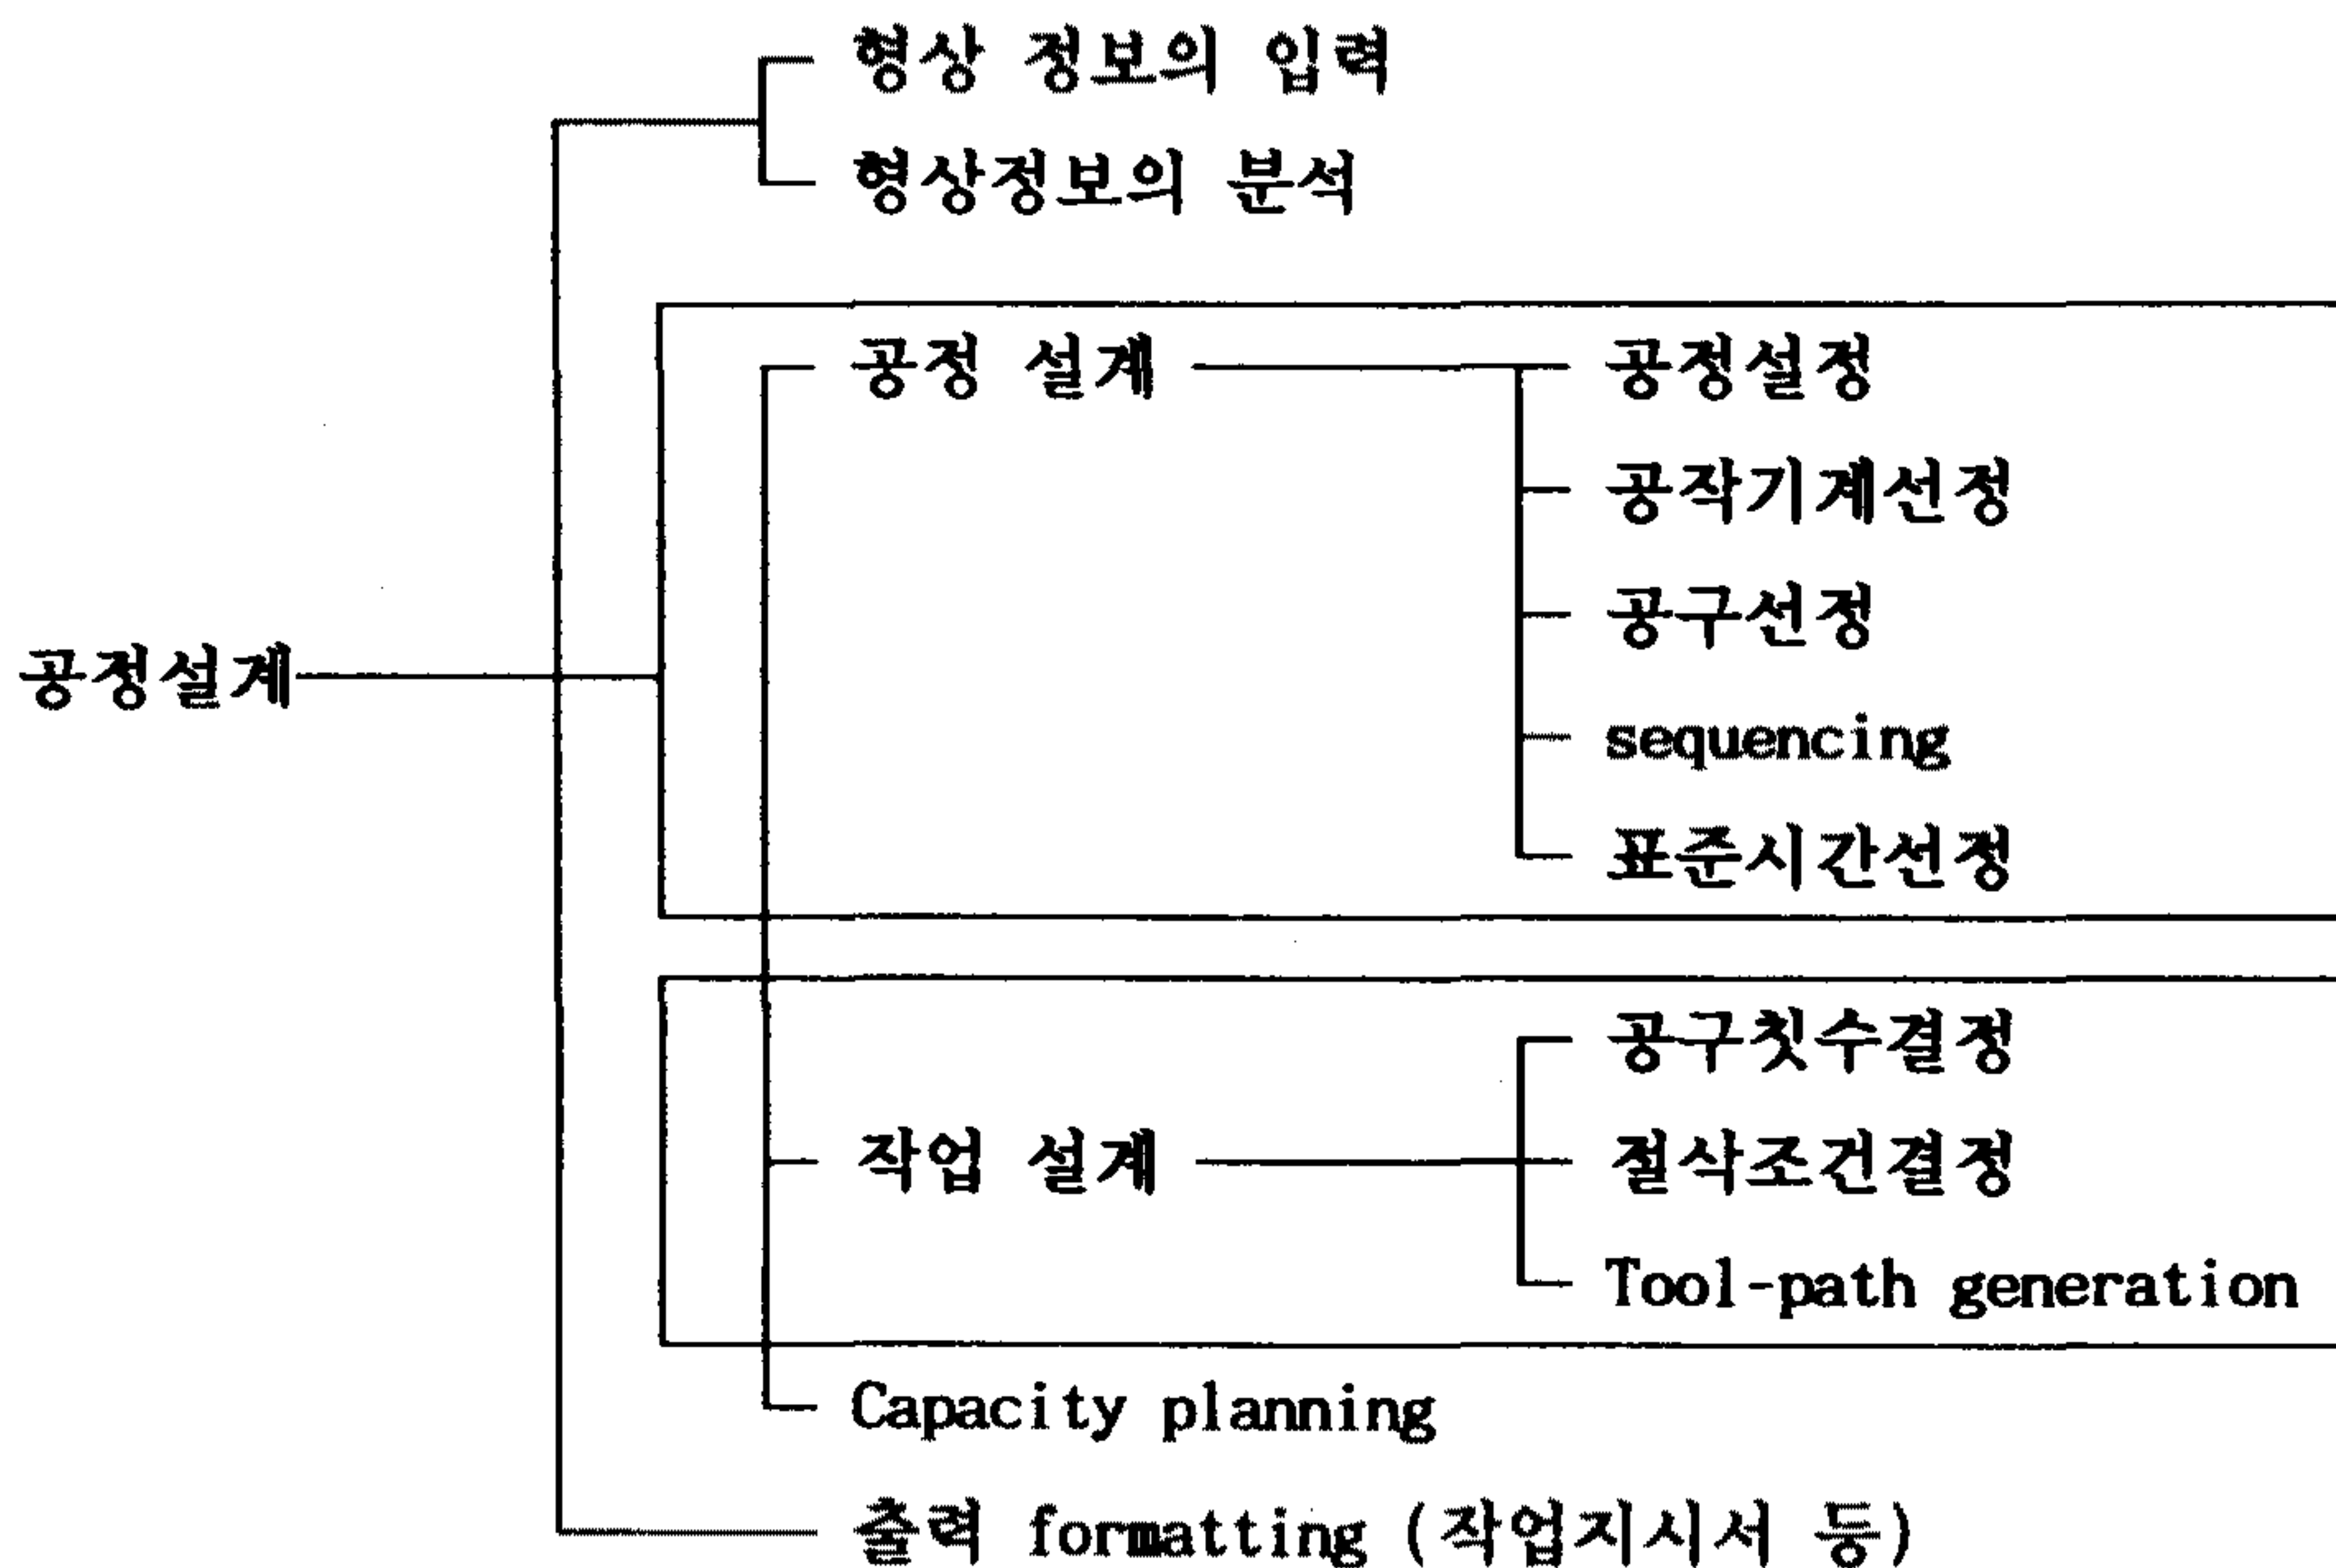 형상 정보의 입력
형상정보의 분석
공정 설계
공정설정
공작기계선정
공구선정
sequencing
표준시간선정
공정설계
공구칫수결정
작업 설계
절삭조건결정
Tool-path generation
Capacity planning
출력 formatting (작업지시서 등)